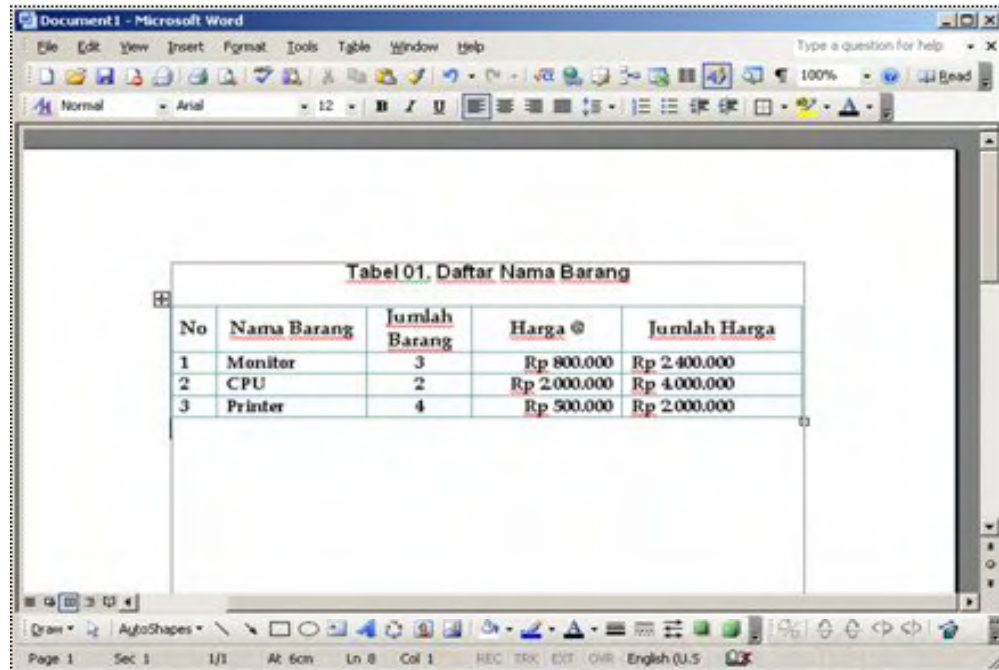 Document1 - Microsoft Word
File Edit View Insert Format Tools Table Window Help Type a question for help
100% Read
Normal Arial 12 B I U A
Tabel 01. Daftar Nama Barang
No Nama Barang Jumlah Barang Harga @ Jumlah Harga
1 Monitor 3 Rp 800.000 Rp 2.400.000
2 CPU 2 Rp 2.000.000 Rp 4.000.000
3 Printer 4 Rp 500.000 Rp 2.000.000
Draw AutoShapes A
Page 1 Sec 1 1/1 At 6cm Ln 8 Col 1 REC TRK EXT OVR English (U.S